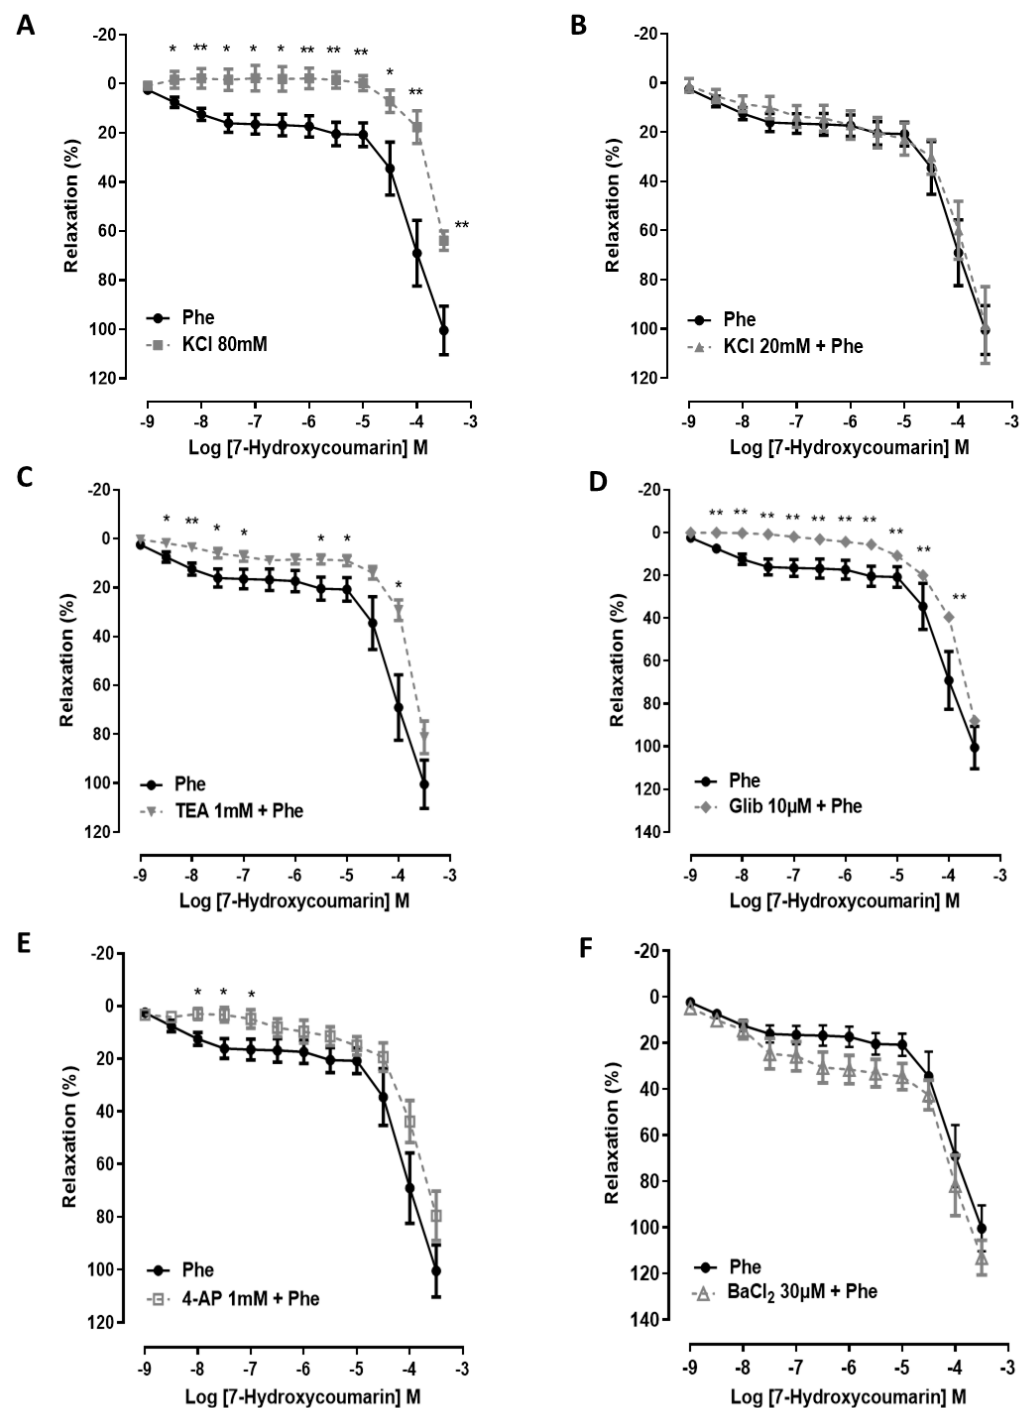 A
-20
0
20
40
60
80
100
120
Relaxation (%)
* ** * * * ** ** ** * ** **
Phe
KCl 80mM
-9 -8 -7 -6 -5 -4 -3
Log [7-Hydroxycoumarin] M
B
-20
0
20
40
60
80
100
120
Relaxation (%)
Phe
KCl 20mM + Phe
-9 -8 -7 -6 -5 -4 -3
Log [7-Hydroxycoumarin] M
C
-20
0
20
40
60
80
100
120
Relaxation (%)
* ** * * * * *
Phe
TEA 1mM + Phe
-9 -8 -7 -6 -5 -4 -3
Log [7-Hydroxycoumarin] M
D
-20
0
20
40
60
80
100
120
140
Relaxation (%)
** ** ** ** ** ** ** ** ** **
Phe
Glib 10μM + Phe
-9 -8 -7 -6 -5 -4 -3
Log [7-Hydroxycoumarin] M
E
-20
0
20
40
60
80
100
120
Relaxation (%)
* * *
Phe
4-AP 1mM + Phe
-9 -8 -7 -6 -5 -4 -3
Log [7-Hydroxycoumarin] M
F
-20
0
20
40
60
80
100
120
140
Relaxation (%)
Phe
BaCl2 30μM + Phe
-9 -8 -7 -6 -5 -4 -3
Log [7-Hydroxycoumarin] M